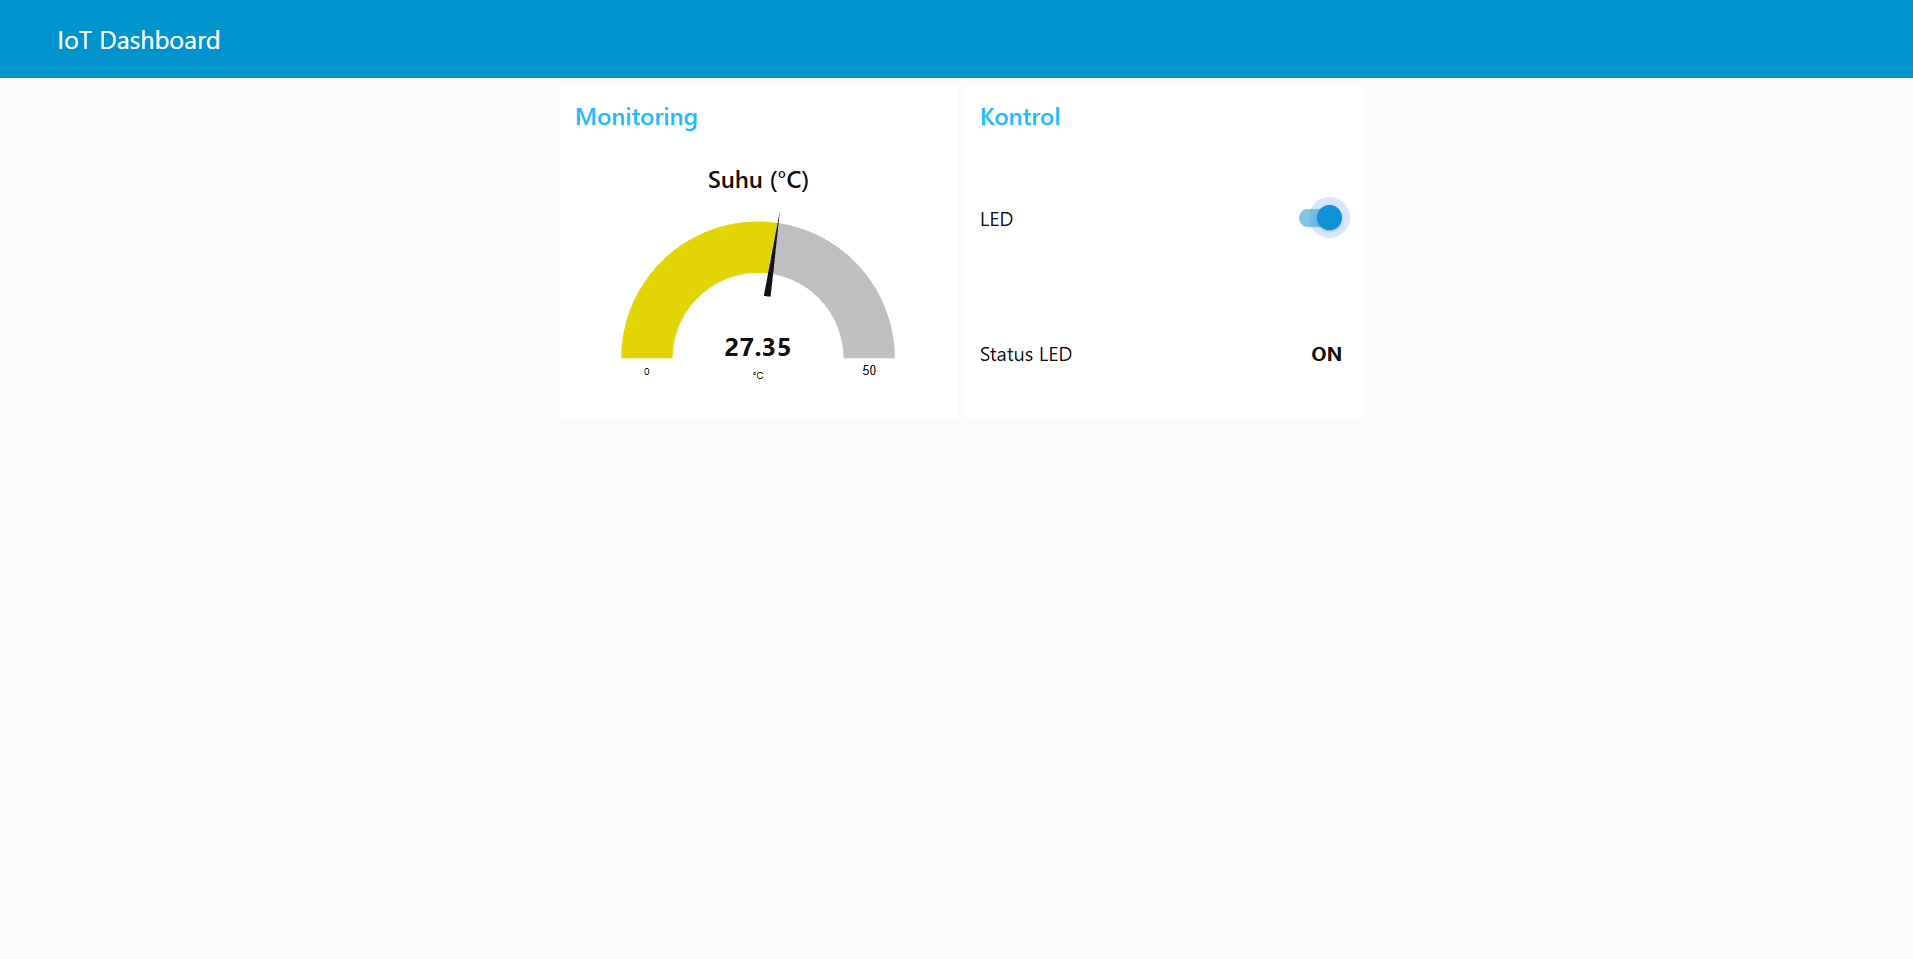 IoT Dashboard
Monitoring
Suhu (°C)
27.35
0
°C
50
Kontrol
LED
Status LED
ON